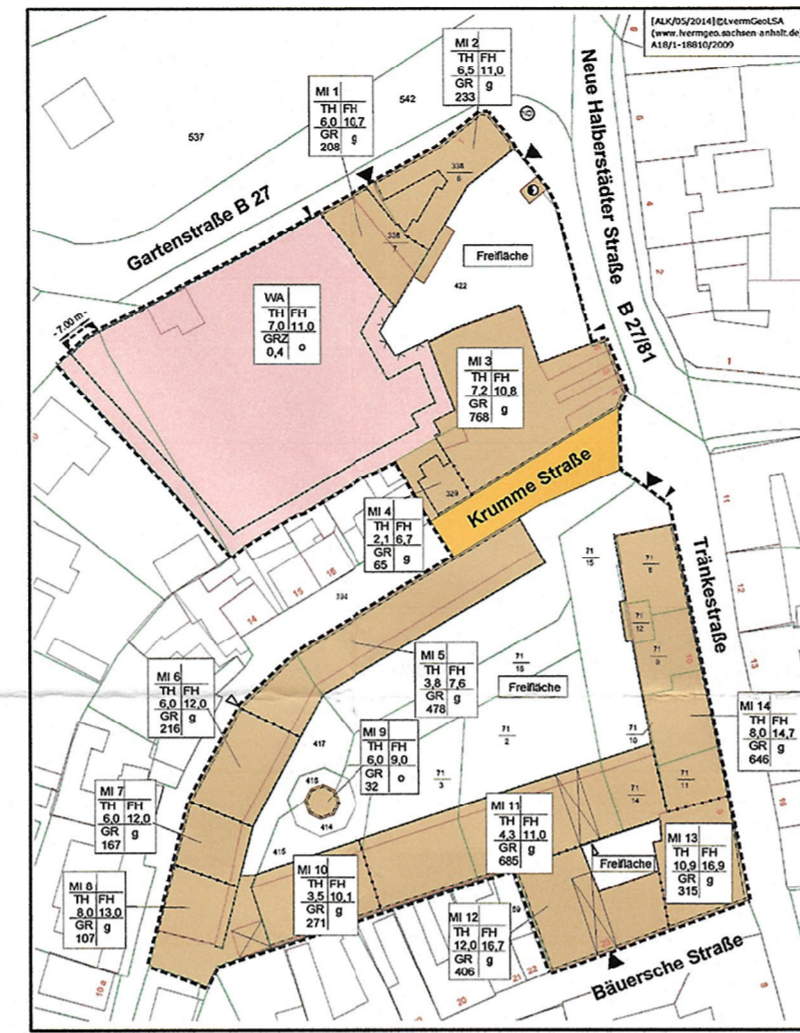 [ALK/05/2014]©LvermGeoLSA
(www.lvermgeo.sachsen-anhalt.de)
A18/1-18810/2009
MI 2
TH FH
6,5 11,0
GR g
233
MI 1
TH FH
6,0 10,7
GR g
208
542
537
ND
6
Neue Halberstädter Straße B 27/81
338
6
338
7
4
2
Gartenstraße B 27
Freifläche
422
WA
TH FH
7,0 11,0
GRZ
0,4 o
- 7.00 m -
1
MI 3
TH FH
7,2 10,8
GR g
768
Krumme Straße
329
MI 4
TH FH
2,1 6,7
GR g
65
11
Tränkestraße
71
15
71
8
16
15
14
394
12
71
12
71
9
13
MI 5
TH FH
3,8 7,6
GR g
478
71
16
Freifläche
MI 6
TH FH
6,0 12,0
GR g
216
MI 14
TH FH
8,0 14,7
GR g
646
MI 9
TH FH
6,0 9,0
GR o
32
417
71
2
71
10
416
71
3
71
14
71
11
414
MI 7
TH FH
6,0 12,0
GR g
167
MI 11
TH FH
4,3 11,0
GR g
685
MI 13
TH FH
10,9 16,9
GR g
315
415
Freifläche
MI 10
TH FH
3,5 10,1
GR g
271
MI 8
TH FH
8,0 13,0
GR g
107
MI 12
TH FH
12,0 16,7
GR g
406
59
22
21
20
10a
Bäuersche Straße